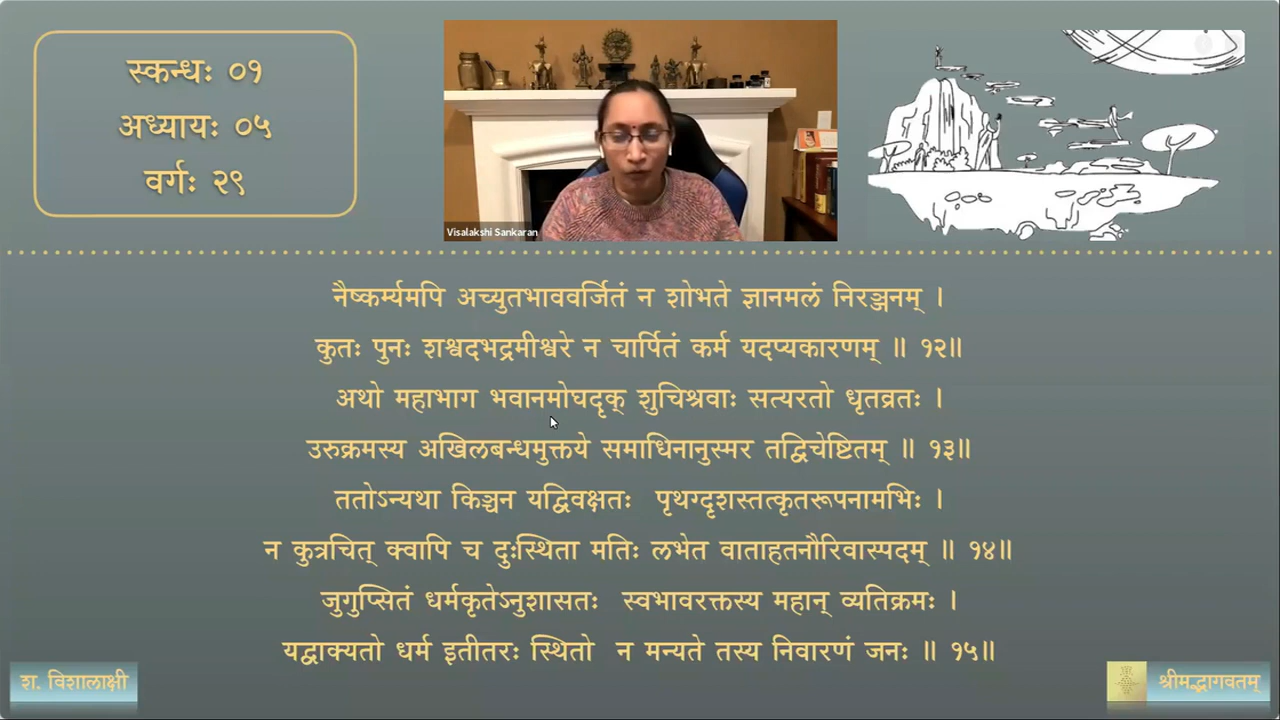 स्कन्धः ०१
अध्यायः ०५
वर्गः २९
Visalakshi Sankaran
नैष्कर्म्यमपि अच्युतभाववर्जितं न शोभते ज्ञानमलं निरञ्जनम् ।
कुतः पुनः शश्वदभद्रमीश्वरे न चार्पितं कर्म यदप्यकारणम् ॥ १२॥
अथो महाभाग भवानमोघदृक् शुचिश्रवाः सत्यरतो धृतव्रतः ।
उरुक्रमस्य अखिलबन्धमुक्तये समाधिनानुस्मर तद्विचेष्टितम् ॥ १३॥
ततोऽन्यथा किञ्चन यद्विवक्षतः पृथग्दृशस्तत्कृतरूपनामभिः ।
न कुत्रचित् क्वापि च दुःस्थिता मतिः लभेत वाताहतनौरिवास्पदम् ॥ १४॥
जुगुप्सितं धर्मकृतेऽनुशासतः स्वभावरक्तस्य महान् व्यतिक्रमः ।
यद्वाक्यतो धर्म इतीतरः स्थितो न मन्यते तस्य निवारणं जनः ॥ १५॥
श. विशालाक्षी
श्रीमद्भागवतम्